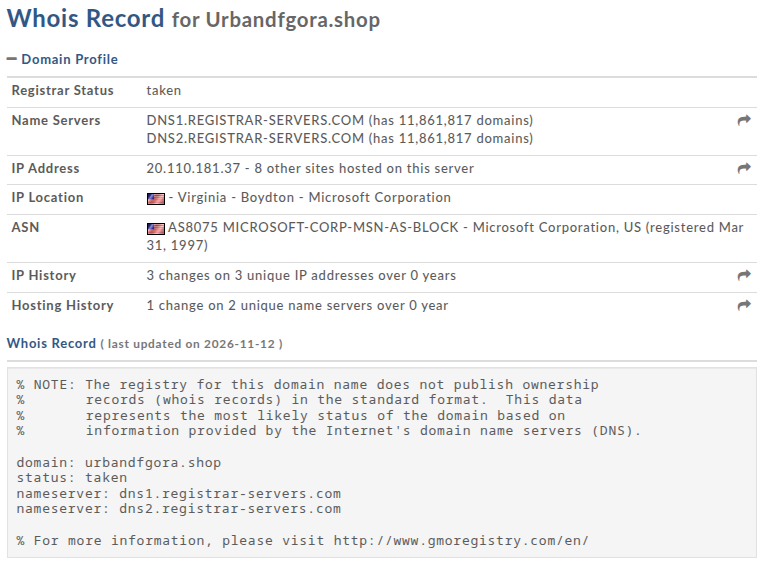 Whois Record for Urbandfgora.shop
Domain Profile
Registrar Status taken
Name Servers DNS1.REGISTRAR-SERVERS.COM (has 11,861,817 domains)
DNS2.REGISTRAR-SERVERS.COM (has 11,861,817 domains)
IP Address 20.110.181.37 - 8 other sites hosted on this server
IP Location - Virginia - Boydton - Microsoft Corporation
ASN AS8075 MICROSOFT-CORP-MSN-AS-BLOCK - Microsoft Corporation, US (registered Mar
31, 1997)
IP History 3 changes on 3 unique IP addresses over 0 years
Hosting History 1 change on 2 unique name servers over 0 year
Whois Record ( last updated on 2026-11-12 )
% NOTE: The registry for this domain name does not publish ownership
% records (whois records) in the standard format. This data
% represents the most likely status of the domain based on
% information provided by the Internet's domain name servers (DNS).
domain: urbandfgora.shop
status: taken
nameserver: dns1.registrar-servers.com
nameserver: dns2.registrar-servers.com
% For more information, please visit http://www.gmoregistry.com/en/